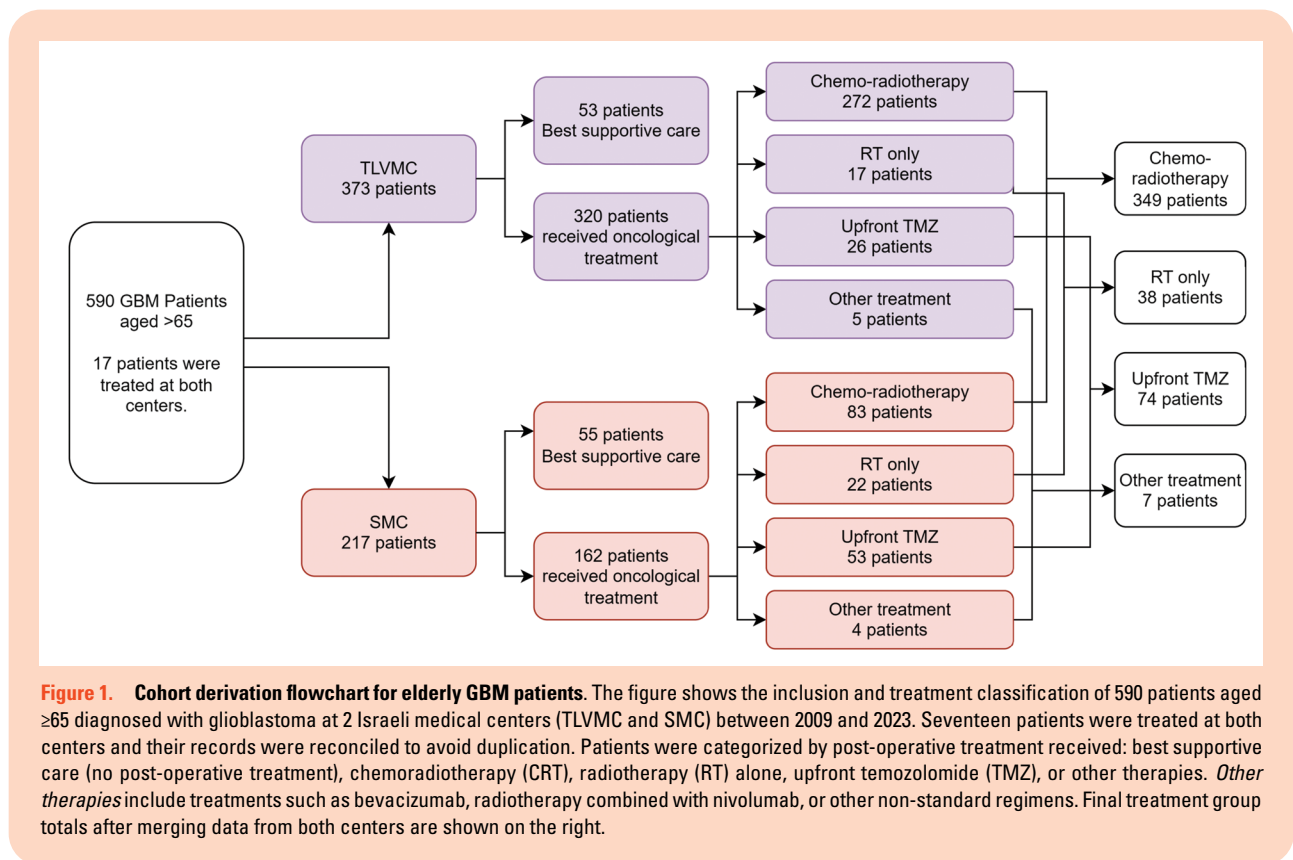 590 GBM Patients
aged >65
17 patients were
treated at both
centers.
TLVMC
373 patients
SMC
217 patients
53 patients
Best supportive care
320 patients
received oncological
treatment
55 patients
Best supportive care
162 patients
received oncological
treatment
Chemo-radiotherapy
272 patients
RT only
17 patients
Upfront TMZ
26 patients
Other treatment
5 patients
Chemo-radiotherapy
83 patients
RT only
22 patients
Upfront TMZ
53 patients
Other treatment
4 patients
Chemo-
radiotherapy
349 patients
RT only
38 patients
Upfront TMZ
74 patients
Other treatment
7 patients
Figure 1. Cohort derivation flowchart for elderly GBM patients. The figure shows the inclusion and treatment classification of 590 patients aged
≥65 diagnosed with glioblastoma at 2 Israeli medical centers (TLVMC and SMC) between 2009 and 2023. Seventeen patients were treated at both
centers and their records were reconciled to avoid duplication. Patients were categorized by post-operative treatment received: best supportive
care (no post-operative treatment), chemoradiotherapy (CRT), radiotherapy (RT) alone, upfront temozolomide (TMZ), or other therapies. Other
therapies include treatments such as bevacizumab, radiotherapy combined with nivolumab, or other non-standard regimens. Final treatment group
totals after merging data from both centers are shown on the right.